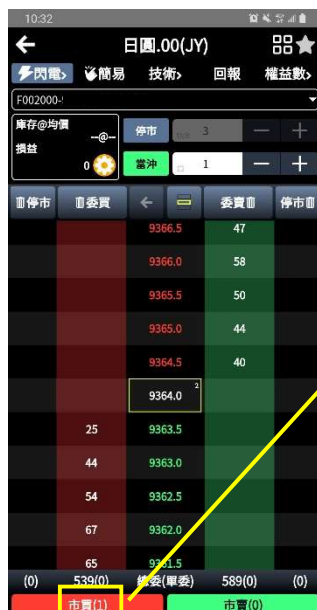 10:32
日圓.00(JY)
閃電> 簡易 技術> 回報 權益數>
F002000-
庫存@均價 --@-- 停市 3 — +
損益 0 當沖 1 — +
停市 委買 ← 委賣 停市
9366.5 47
9366.0 58
9365.5 50
9365.0 44
9364.5 40
9364.0 2
25 9363.5
44 9363.0
54 9362.5
67 9362.0
65 9361.5
(0) 539(0) 總委(單委) 589(0) (0)
市買(1) 市賣(0)